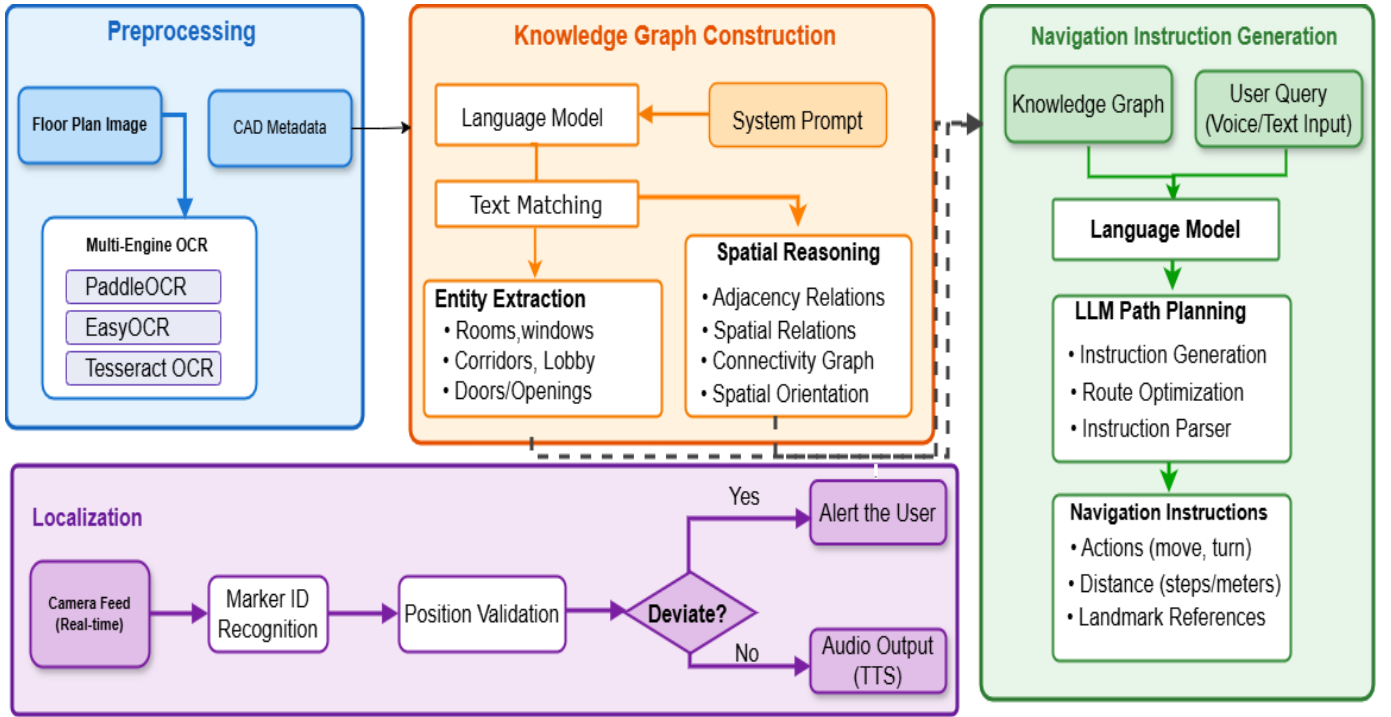 Preprocessing
Floor Plan Image
CAD Metadata
Multi-Engine OCR
PaddleOCR
EasyOCR
Tesseract OCR
Knowledge Graph Construction
Language Model
System Prompt
Text Matching
Entity Extraction
• Rooms,windows
• Corridors, Lobby
• Doors/Openings
Spatial Reasoning
• Adjacency Relations
• Spatial Relations
• Connectivity Graph
• Spatial Orientation
Navigation Instruction Generation
Knowledge Graph
User Query
(Voice/Text Input)
Language Model
LLM Path Planning
• Instruction Generation
• Route Optimization
• Instruction Parser
Navigation Instructions
• Actions (move, turn)
• Distance (steps/meters)
• Landmark References
Localization
Camera Feed
(Real-time)
Marker ID
Recognition
Position Validation
Deviate?
Yes
Alert the User
No
Audio Output
(TTS)